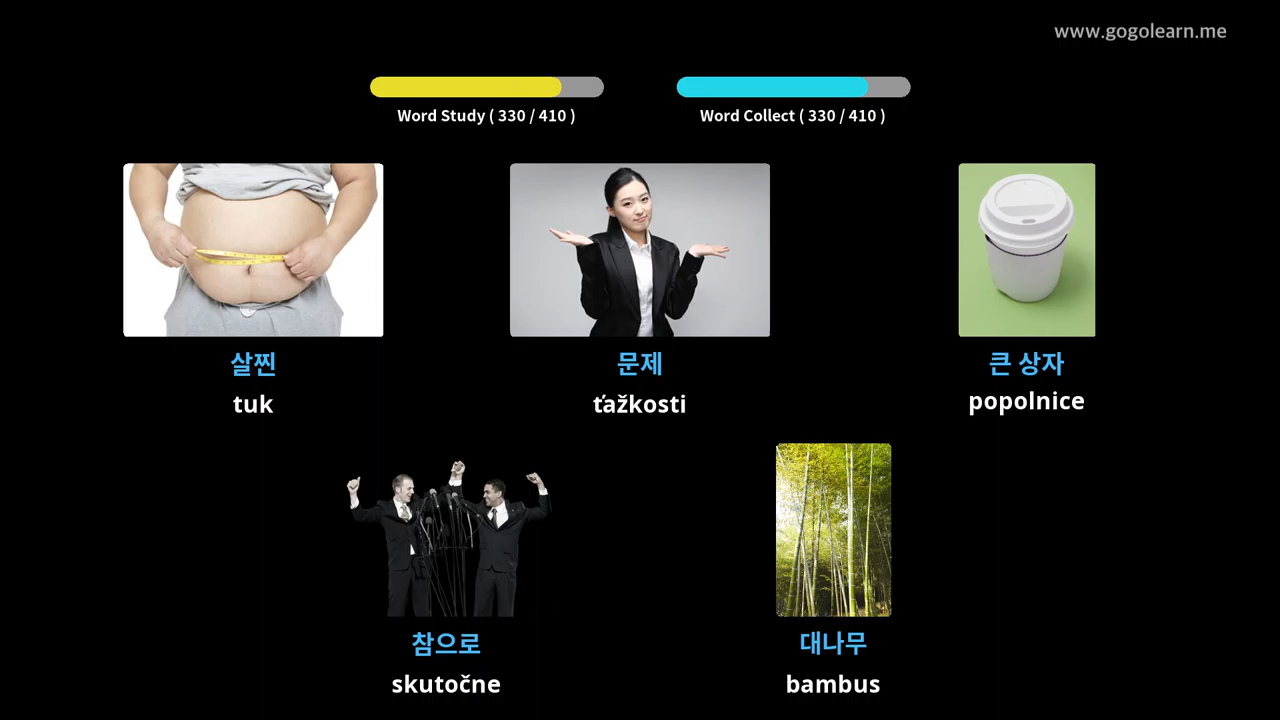 www.gogolearn.me
Word Study ( 330 / 410 )
Word Collect ( 330 / 410 )
살찐
tuk
문제
ťažkosti
큰 상자
popolnice
참으로
skutočne
대나무
bambus